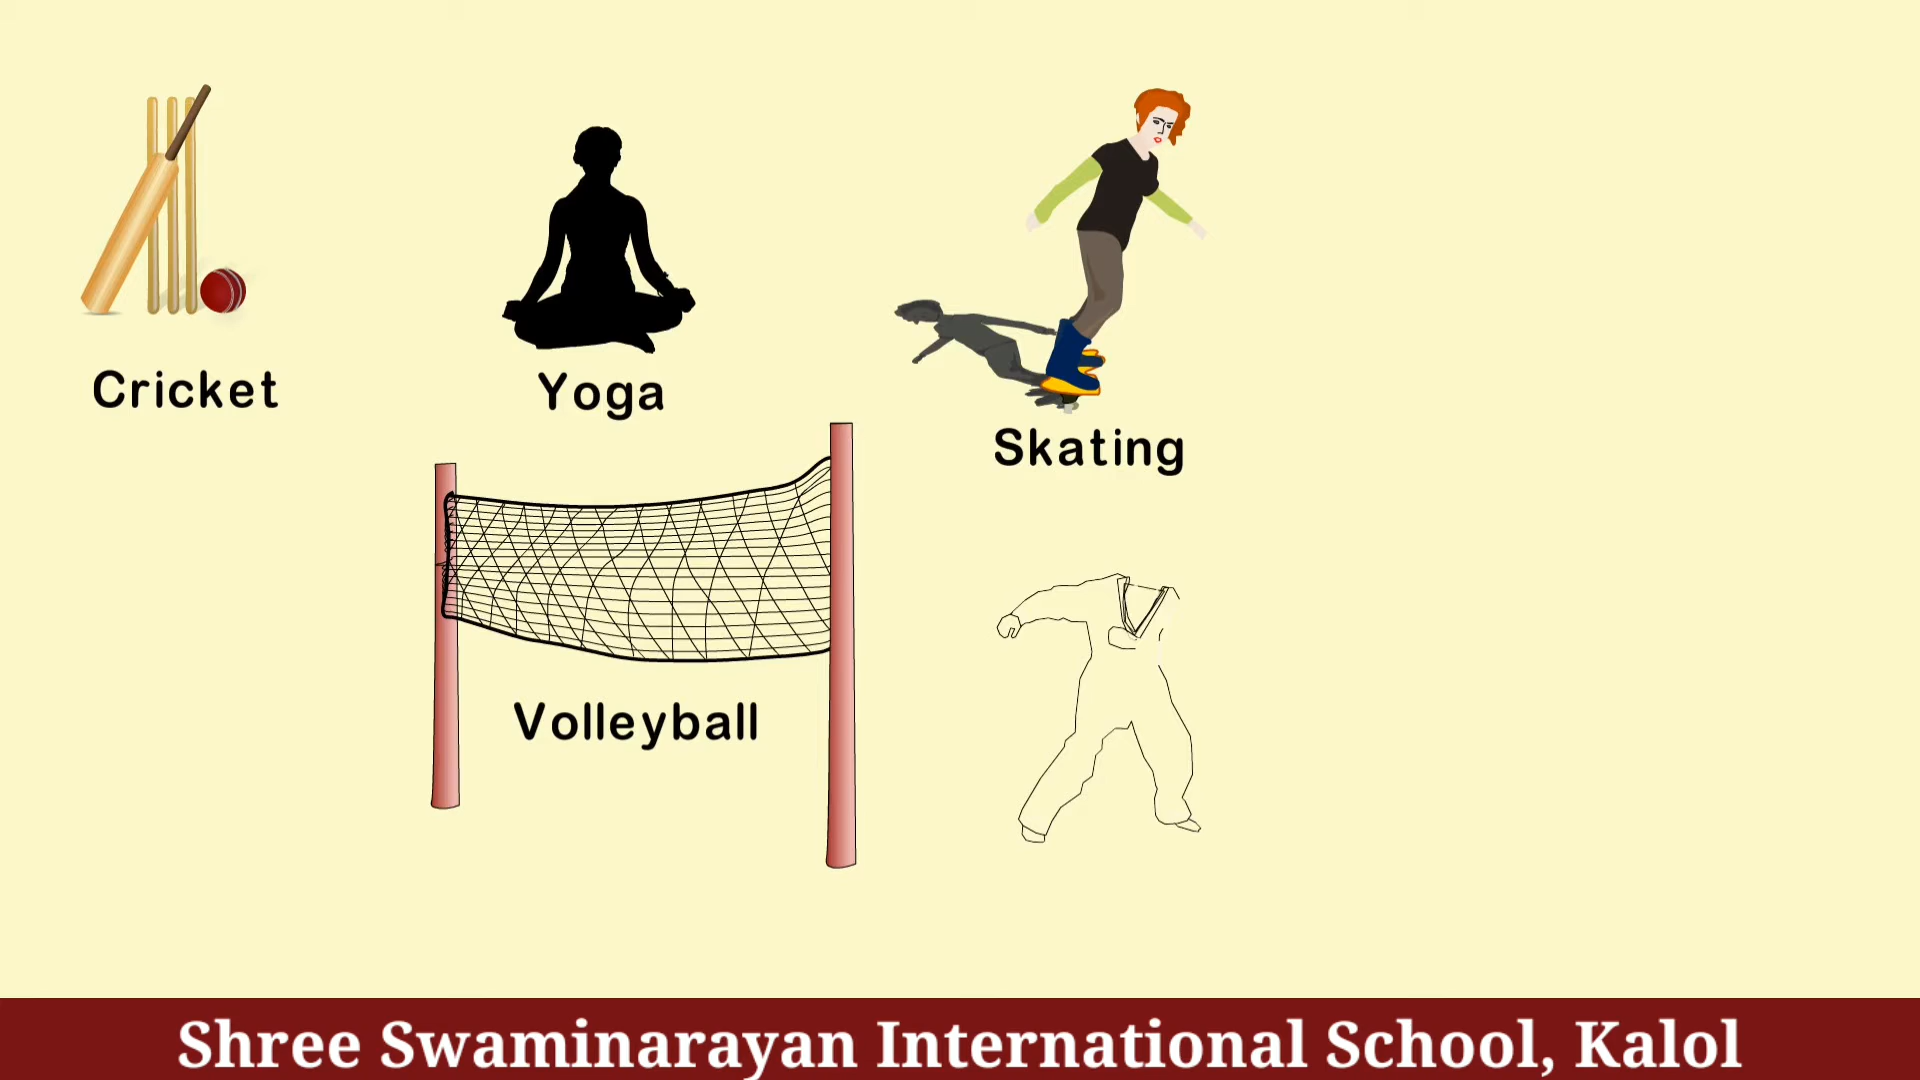 Cricket
Yoga
Skating
Volleyball
Shree Swaminarayan International School, Kalol